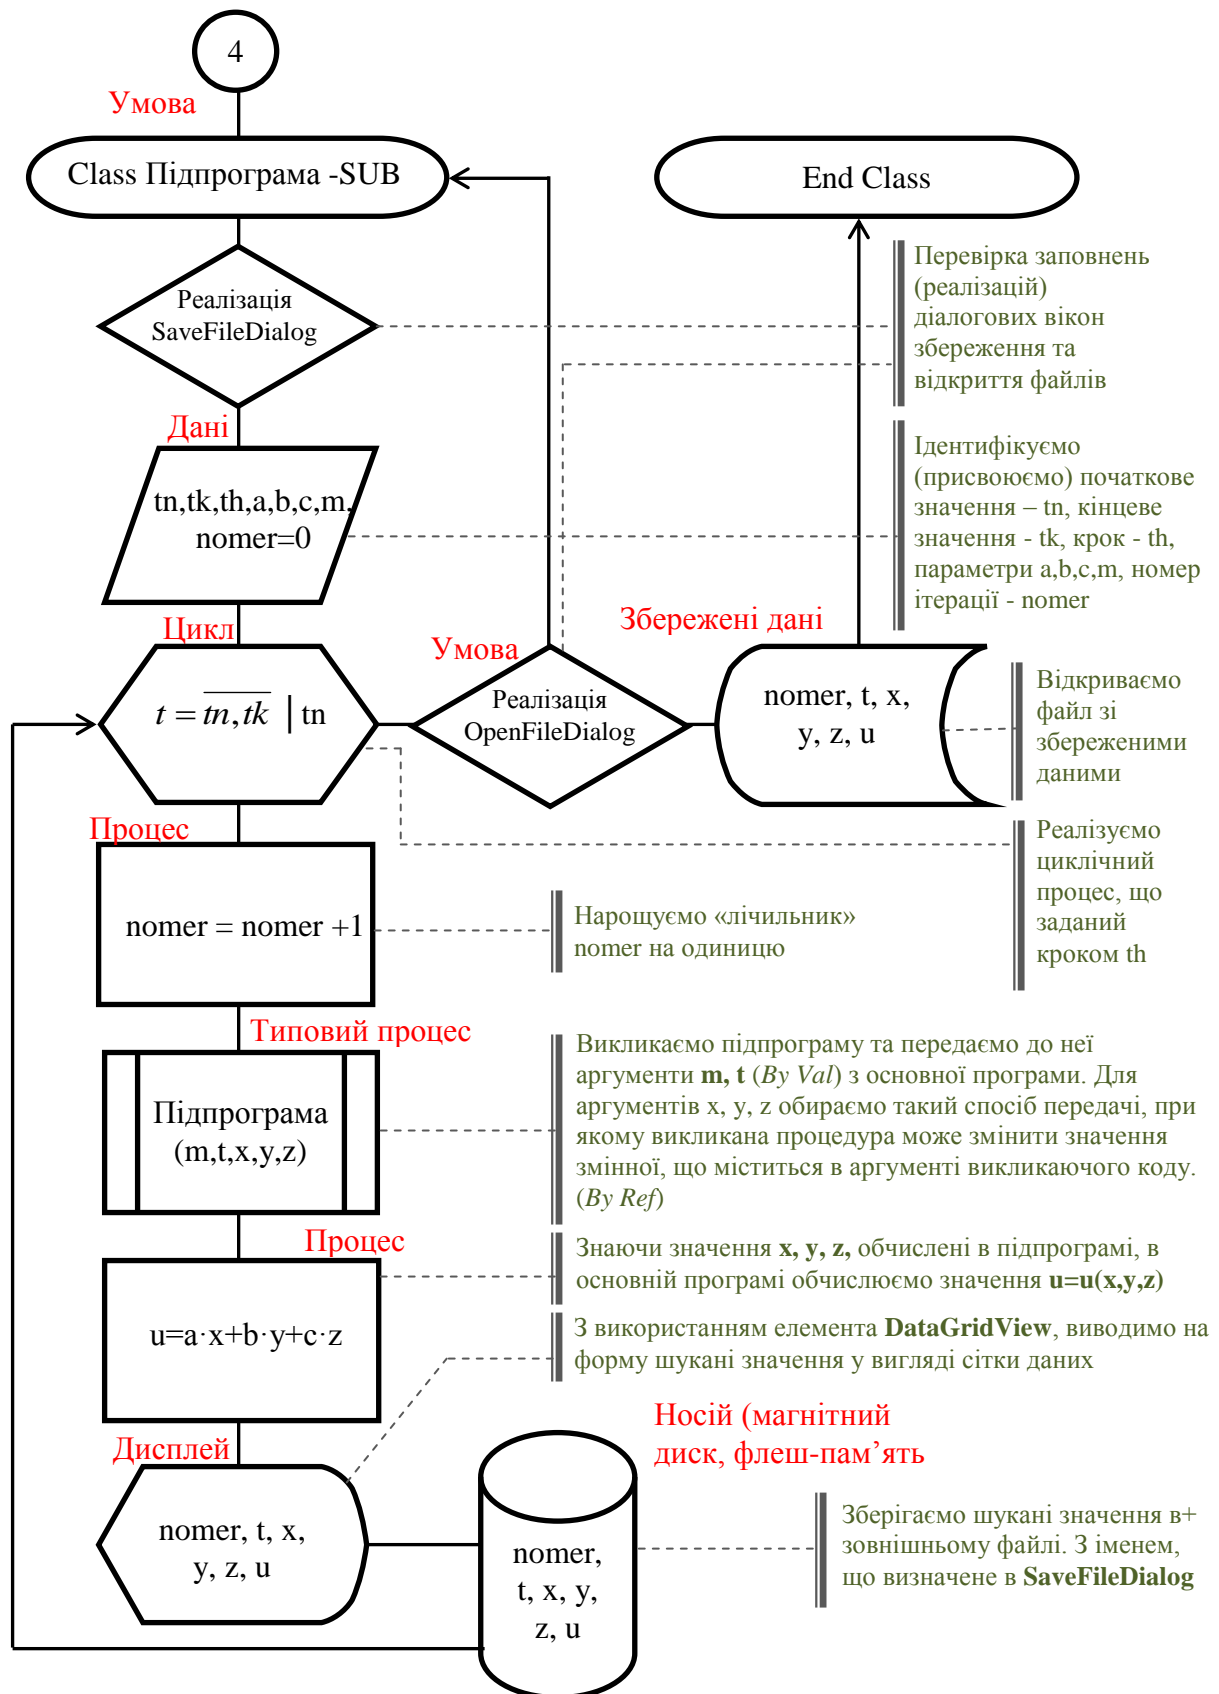 4
Умова
Class Підпрограма -SUB
End Class
Реалізація
SaveFileDialog
Перевірка заповнень
(реалізацій)
діалогових вікон
збереження та
відкриття файлів
Дані
tn,tk,th,a,b,c,m,
nomer=0
Ідентифікуємо
(присвоюємо) початкове
значення – tn, кінцеве
значення - tk, крок - th,
параметри a,b,c,m, номер
ітерації - nomer
Цикл
t = tn, tk | tn
Умова
Реалізація
OpenFileDialog
Збережені дані
nomer, t, x,
y, z, u
Відкриваємо
файл зі
збереженими
даними
Реалізуємо
циклічний
процес, що
заданий
кроком th
Процес
nomer = nomer +1
Нарощуємо «лічильник»
nomer на одиницю
Типовий процес
Підпрограма
(m,t,x,y,z)
Викликаємо підпрограму та передаємо до неї
аргументи m, t (By Val) з основної програми. Для
аргументів x, y, z обираємо такий спосіб передачі, при
якому викликана процедура може змінити значення
змінної, що міститься в аргументі викликаючого коду.
(By Ref)
Процес
u=a·x+b·y+c·z
Знаючи значення x, y, z, обчислені в підпрограмі, в
основній програмі обчислюємо значення u=u(x,y,z)
З використанням елемента DataGridView, виводимо на
форму шукані значення у вигляді сітки даних
Дисплей
nomer, t, x,
y, z, u
Носій (магнітний
диск, флеш-пам’ять
nomer,
t, x, y,
z, u
Зберігаємо шукані значення в+
зовнішньому файлі. З іменем,
що визначене в SaveFileDialog